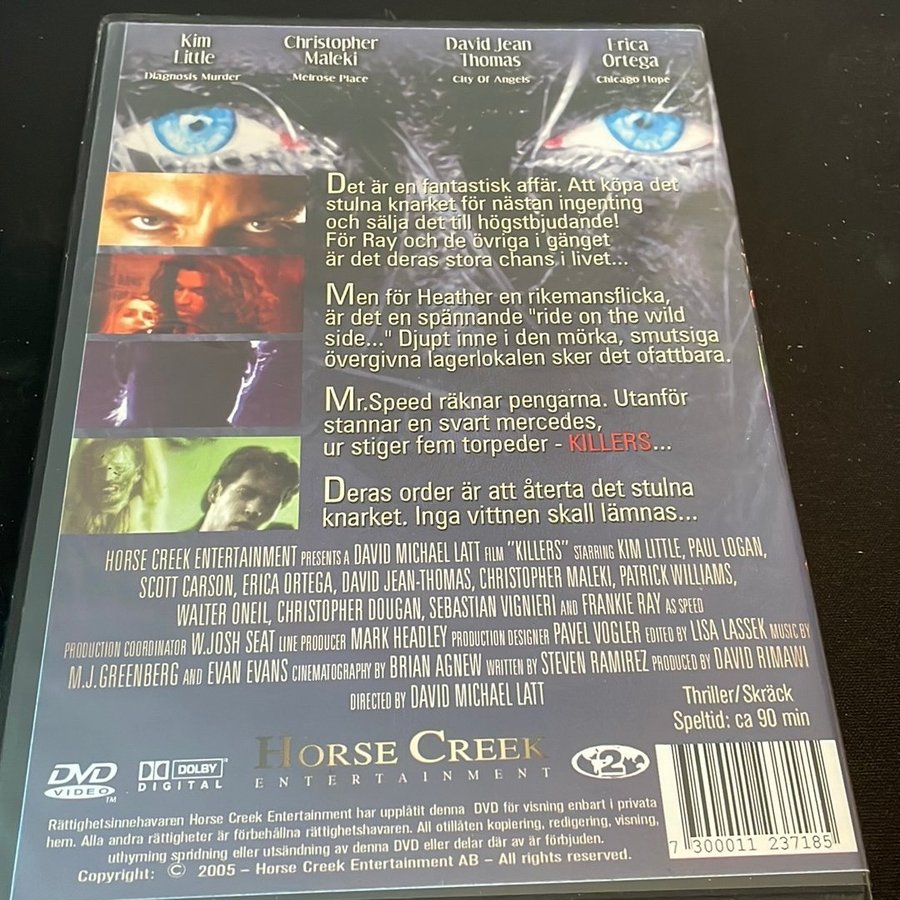 Kim Little
Diagnosis Murder
Christopher Maleki
Melrose Place
David Jean Thomas
City Of Angels
Erica Ortega
Chicago Hope
Det är en fantastisk affär. Att köpa det
stulna knarket för nästan ingenting
och sälja det till högstbjudande!
För Ray och de övriga i gänget
är det deras stora chans i livet...
Men för Heather en rikemansflicka,
är det en spännande "ride on the wild
side..." Djupt inne i den mörka, smutsiga
övergivna lagerlokalen sker det ofattbara.
Mr.Speed räknar pengarna. Utanför
stannar en svart mercedes,
ur stiger fem torpeder - KILLERS...
Deras order är att återta det stulna
knarket. Inga vittnen skall lämnas...
HORSE CREEK ENTERTAINMENT PRESENTS A DAVID MICHAEL LATT FILM "KILLERS" STARRING KIM LITTLE, PAUL LOGAN,
SCOTT CARSON, ERICA ORTEGA, DAVID JEAN-THOMAS, CHRISTOPHER MALEKI, PATRICK WILLIAMS,
WALTER ONEIL, CHRISTOPHER DOUGAN, SEBASTIAN VIGNIERI AND FRANKIE RAY AS SPEED
PRODUCTION COORDINATOR W.JOSH SEAT LINE PRODUCER MARK HEADLEY PRODUCTION DESIGNER PAVEL VOGLER EDITED BY LISA LASSEK MUSIC BY
M.J.GREENBERG AND EVAN EVANS CINEMATOGRAPHY BY BRIAN AGNEW WRITTEN BY STEVEN RAMIREZ PRODUCED BY DAVID RIMAWI
DIRECTED BY DAVID MICHAEL LATT
Thriller/Skräck
Speltid: ca 90 min
DVD VIDEO TM
DOLBY DIGITAL
HORSE CREEK
ENTERTAINMENT
2
Rättighetsinnehavaren Horse Creek Entertainment har upplåtit denna DVD för visning enbart i privata
hem. Alla andra rättigheter är förbehållna rättighetshavaren. All otillåten kopiering, redigering, visning,
uthyrning spridning eller utsändning av denna DVD eller delar där av är förbjuden.
Copyright: © 2005 - Horse Creek Entertainment AB - All rights reserved.
7 300011 237185